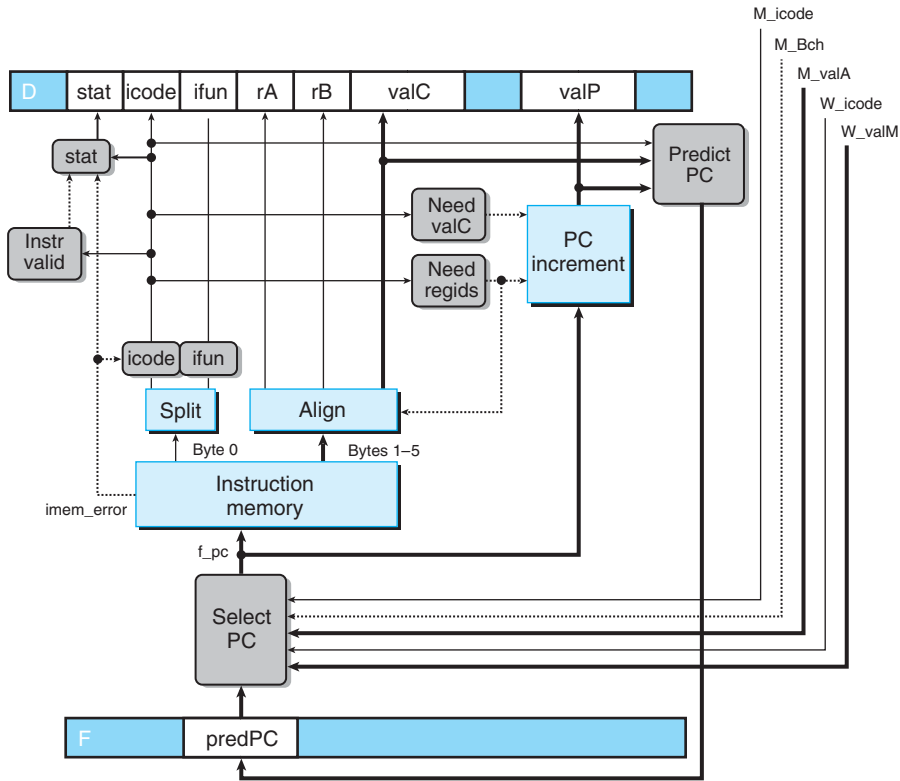 M_icode
M_Bch
M_valA
W_icode
W_valM
D stat icode ifun rA rB valC valP
stat
Predict
PC
Need
valC
Instr
valid
PC
increment
Need
regids
icode ifun
Split
Align
Byte 0
Bytes 1–5
Instruction
memory
imem_error
f_pc
Select
PC
F predPC